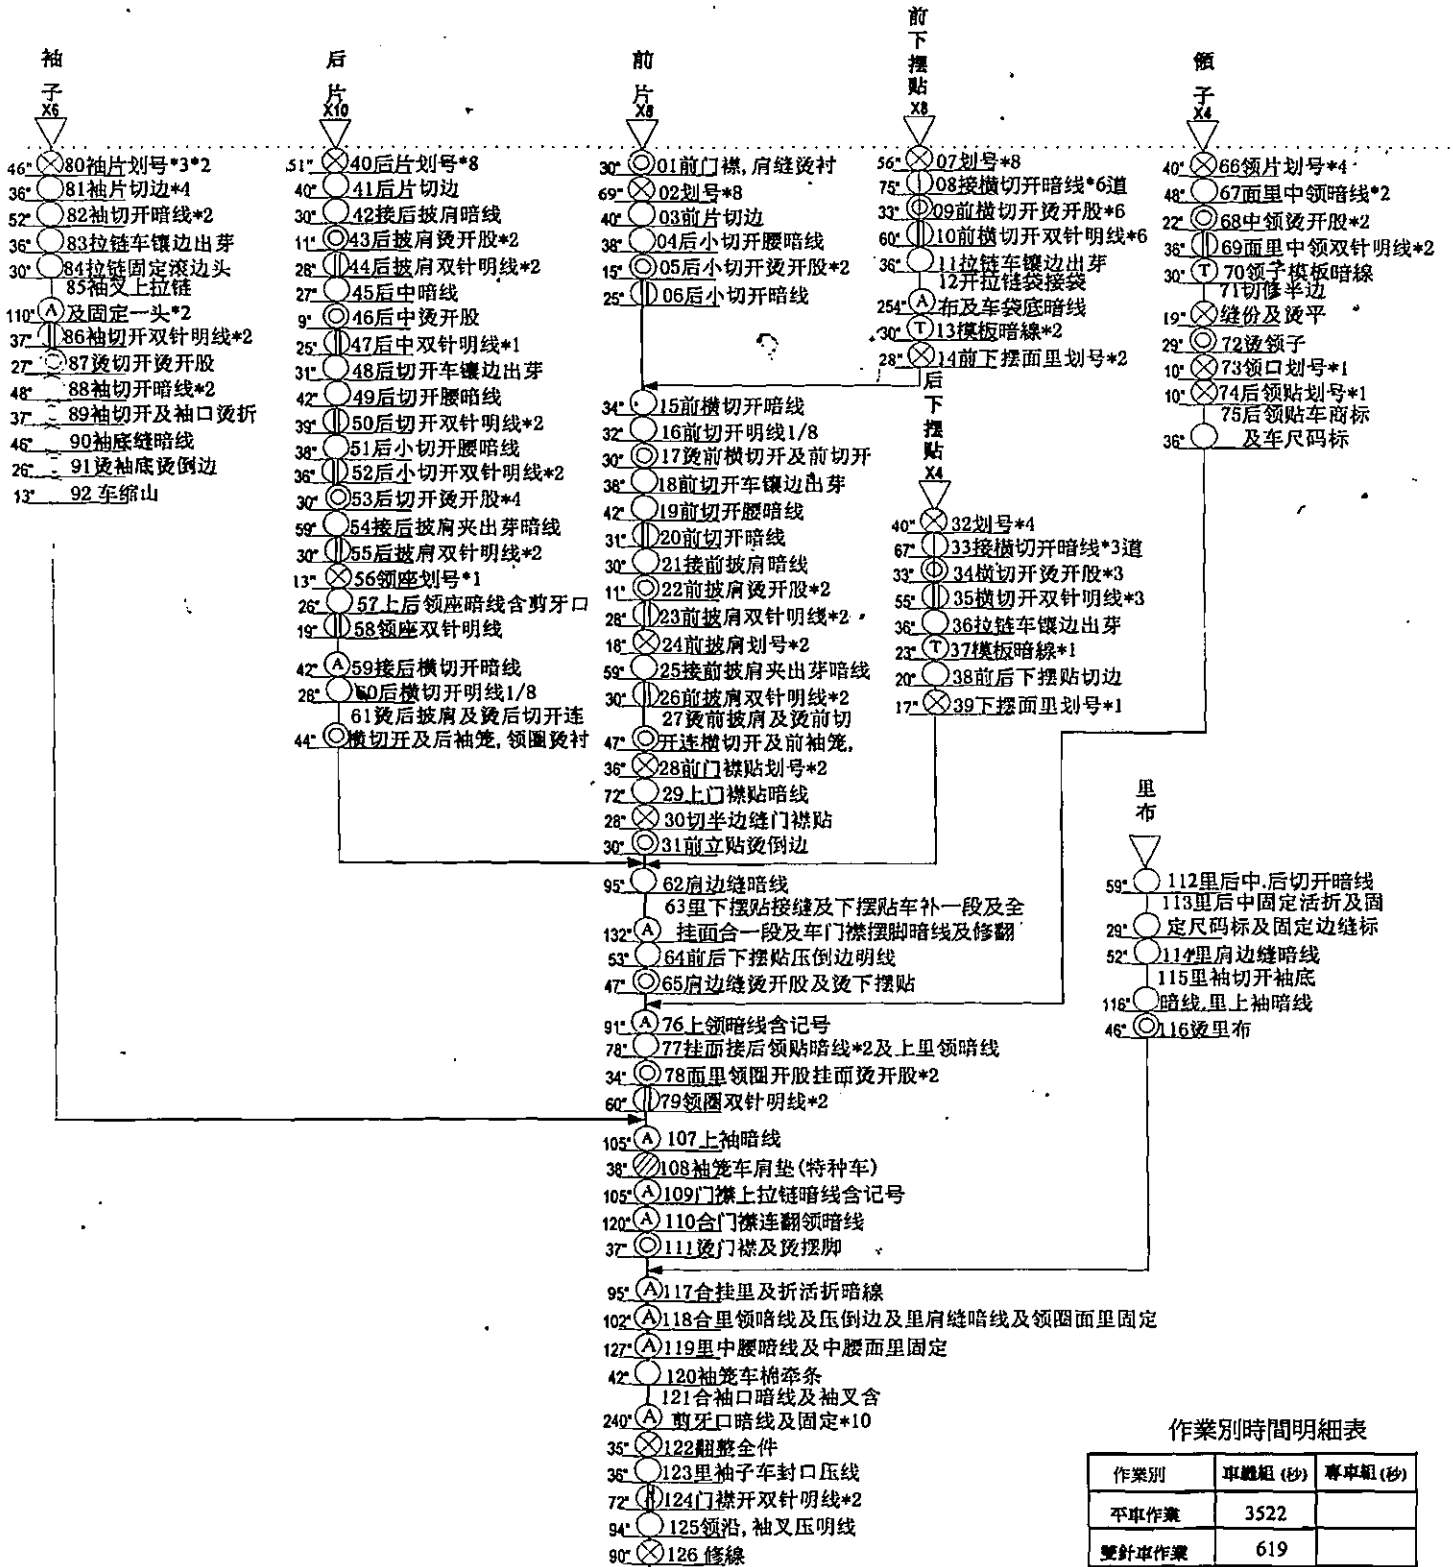 袖子
X6
46" 80袖片划号*3*2
36" 81袖片切边*4
52" 82袖切开暗线*2
36" 83拉链车镶边出芽
30" 84拉链固定滚边头
85袖叉上拉链
110" A 及固定一头*2
37" 86袖切开双针明线*2
27" 87烫切开烫开股
48" 88袖切开暗线*2
37" 89袖切开及袖口烫折
46" 90袖底缝暗线
26" 91烫袖底烫倒边
13" 92车缩山
后片
X10
51" 40后片划号*8
40" 41后片切边
30" 42接后披肩暗线
11" 43后披肩烫开股*2
28" 44后披肩双针明线*2
27" 45后中暗线
9" 46后中烫开股
25" 47后中双针明线*1
31" 48后切开车镶边出芽
42" 49后切开腰暗线
39" 50后切开双针明线*2
38" 51后小切开腰暗线
36" 52后小切开双针明线*2
30" 53后切开烫开股*4
59" 54接后披肩夹出芽暗线
30" 55后披肩双针明线*2
13" 56领座划号*1
26" 57上后领座暗线含剪牙口
19" 58领座双针明线
42" A 59接后横切开暗线
28" 60后横切开明线1/8
61烫后披肩及烫后切开连
44" 横切开及后袖笼,领圈烫衬
前片
X8
30" 01前门襟,肩缝烫衬
69" 02划号*8
40" 03前片切边
38" 04后小切开腰暗线
15" 05后小切开烫开股*2
25" 06后小切开暗线
34" 15前横切开暗线
32" 16前切开明线1/8
30" 17烫前横切开及前切开
38" 18前切开车镶边出芽
42" 19前切开腰暗线
31" 20前切开暗线
30" 21接前披肩暗线
11" 22前披肩烫开股*2
28" 23前披肩双针明线*2
18" 24前披肩划号*2
59" 25接前披肩夹出芽暗线
30" 26前披肩双针明线*2
27烫前披肩及烫前切
47" 开连横切开及前袖笼,
36" 28前门襟贴划号*2
72" 29上门襟贴暗线
28" 30切半边缝门襟贴
30" 31前立贴烫倒边
95" 62肩边缝暗线
63里下摆贴接缝及下摆贴车补一段及全
132" A 挂面合一段及车门襟摆脚暗线及修翻
53" 64前后下摆贴压倒边明线
47" 65肩边缝烫开股及烫下摆贴
91" A 76上领暗线含记号
78" 77挂面接后领贴暗线*2及上里领暗线
34" 78面里领圈开股挂面烫开股*2
60" 79领圈双针明线*2
105" A 107上袖暗线
38" 108袖笼车肩垫(特种车)
105" A 109门襟上拉链暗线含记号
120" A 110合门襟连翻领暗线
37" 111烫门襟及烫摆脚
95" A 117合挂里及折活折暗線
102" A 118合里领暗线及压倒边及里肩缝暗线及领圈面里固定
127" A 119里中腰暗线及中腰面里固定
42" 120袖笼车棉牵条
121合袖口暗线及袖叉含
240" A 剪牙口暗线及固定*10
35" 122翻整全件
36" 123里袖子车封口压线
72" 124门襟开双针明线*2
94" 125领沿,袖叉压明线
90" 126修線
前下摆贴
X8
56" 07划号*8
75" 08接横切开暗线*6道
33" 09前横切开烫开股*6
60" 10前横切开双针明线*6
36" 11拉链车镶边出芽
12开拉链袋接袋
254" A 布及车袋底暗线
30" T 13模板暗線*2
28" 14前下摆面里划号*2
后下摆贴
X4
40" 32划号*4
67" 33接横切开暗线*3道
33" 34横切开烫开股*3
55" 35横切开双针明线*3
36" 36拉链车镶边出芽
23" T 37模板暗線*1
20" 38前后下摆贴切边
17" 39下摆面里划号*1
領子
X4
40" 66领片划号*4
48" 67面里中领暗线*2
22" 68中领烫开股*2
36" 69面里中领双针明线*2
30" T 70领子模板暗線
71切修半边
19" 缝份及烫平
29" 72烫领子
10" 73领口划号*1
10" 74后领贴划号*1
75后领贴车商标
36" 及车尺码标
里布
59" 112里后中.后切开暗线
113里后中固定活折及固
29" 定尺码标及固定边缝标
52" 114里肩边缝暗线
115里袖切开袖底
116" 暗线.里上袖暗线
46" 116烫里布
作業別時間明細表
作業別 車縫組 (秒) 專車組 (秒)
平車作業 3522
雙針車作業 619